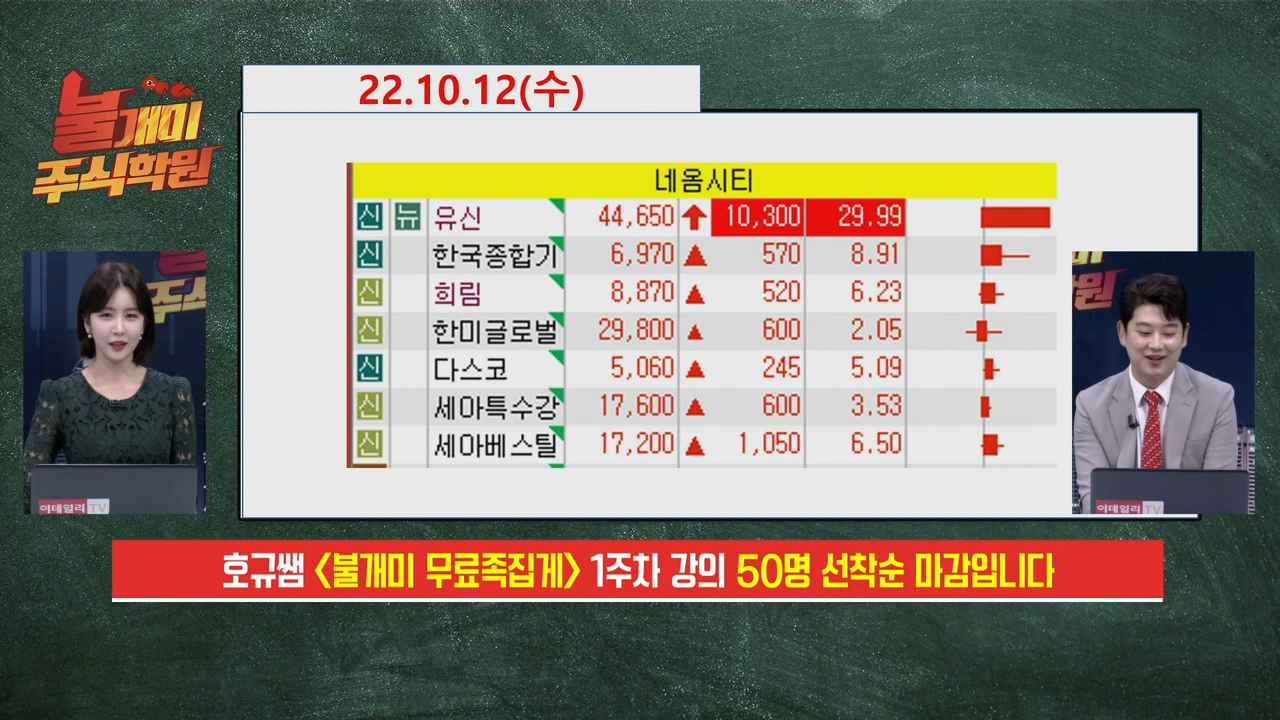 불개미
주식학원
22.10.12(수)
네옴시티
신 뉴 유신 44,650 10,300 29.99
신 한국종합기 6,970 ▲ 570 8.91
신 희림 8,870 ▲ 520 6.23
신 한미글로벌 29,800 ▲ 600 2.05
신 다스코 5,060 ▲ 245 5.09
신 세아특수강 17,600 ▲ 600 3.53
신 세아베스틸 17,200 ▲ 1,050 6.50
이데일리TV
이데일리TV
호규쌤 <불개미 무료족집게> 1주차 강의 50명 선착순 마감입니다